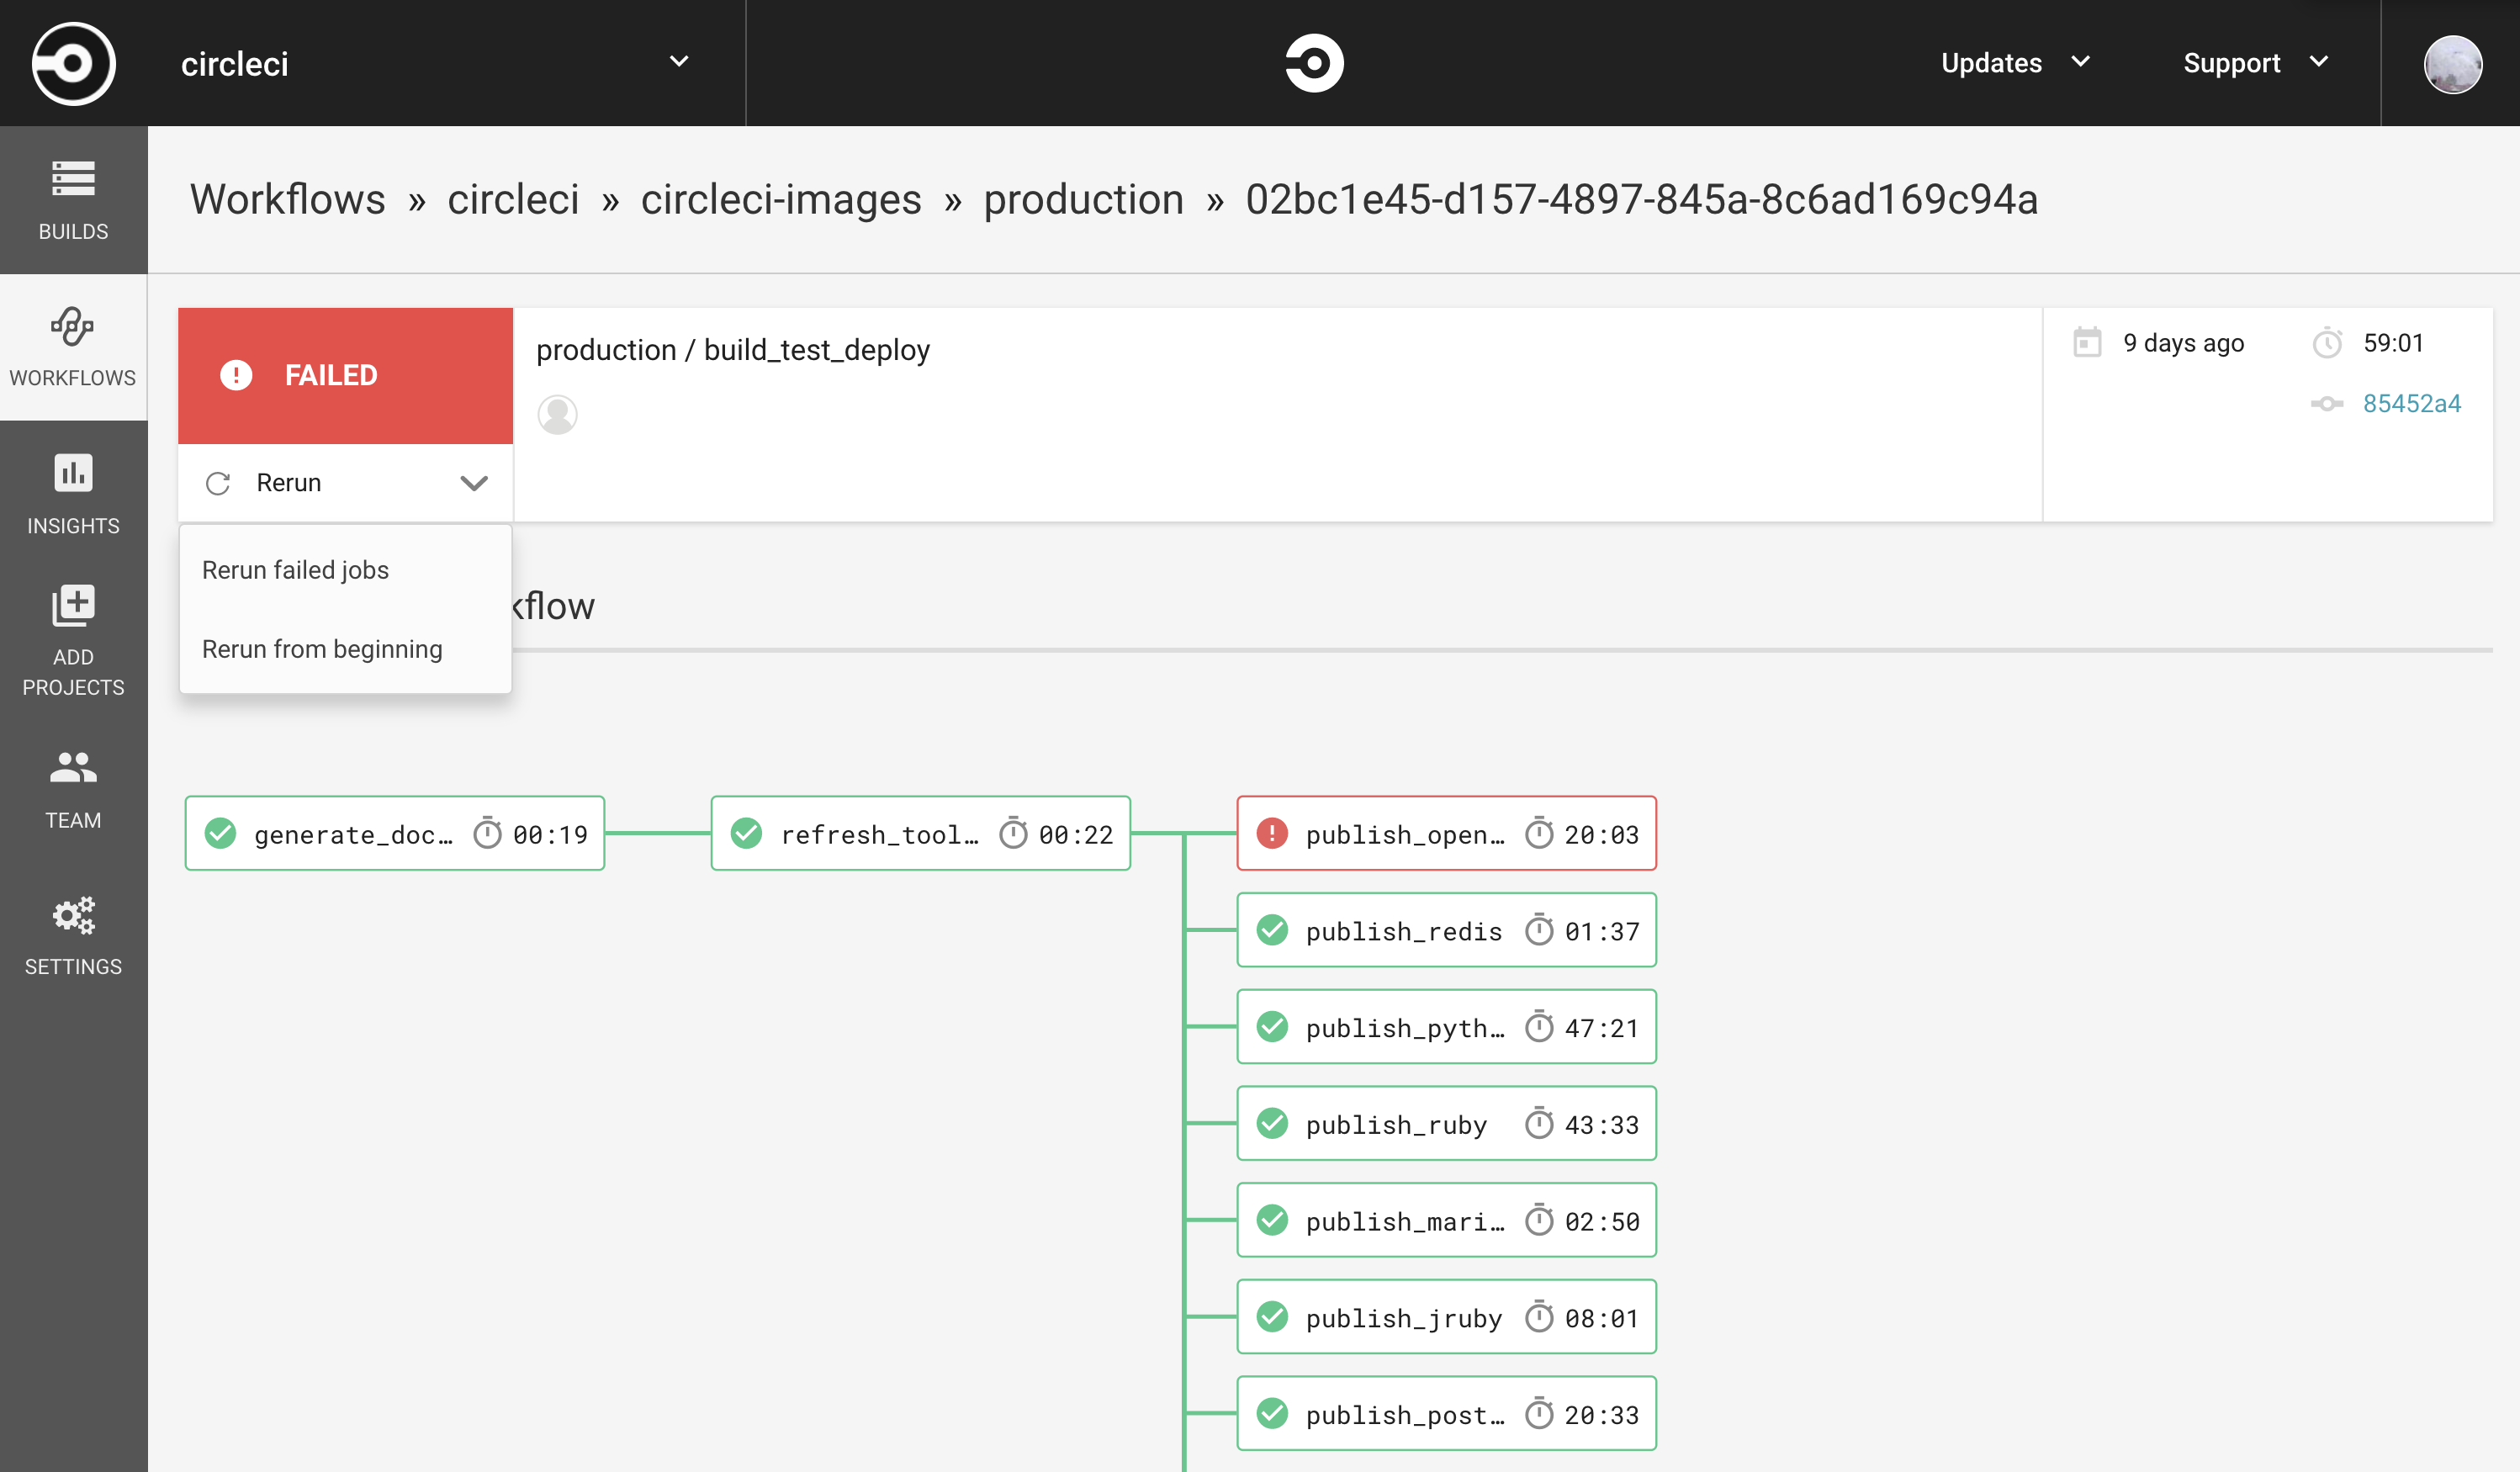 circleci
Updates
Support
BUILDS
WORKFLOWS
INSIGHTS
ADD
PROJECTS
TEAM
SETTINGS
Workflows » circleci » circleci-images » production » 02bc1e45-d157-4897-845a-8c6ad169c94a
FAILED
Rerun
Rerun failed jobs
Rerun from beginning
production / build_test_deploy
9 days ago
59:01
85452a4
kflow
generate_doc… 00:19
refresh_tool… 00:22
publish_open… 20:03
publish_redis 01:37
publish_pyth… 47:21
publish_ruby 43:33
publish_mari… 02:50
publish_jruby 08:01
publish_post… 20:33